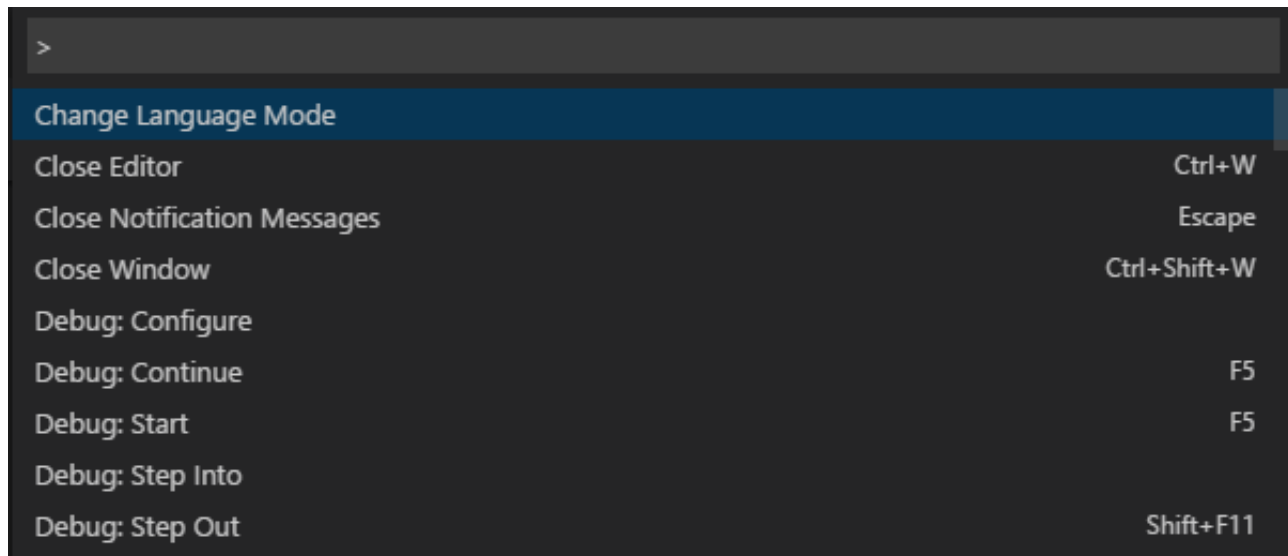 >
Change Language Mode
Close Editor Ctrl+W
Close Notification Messages Escape
Close Window Ctrl+Shift+W
Debug: Configure
Debug: Continue F5
Debug: Start F5
Debug: Step Into
Debug: Step Out Shift+F11